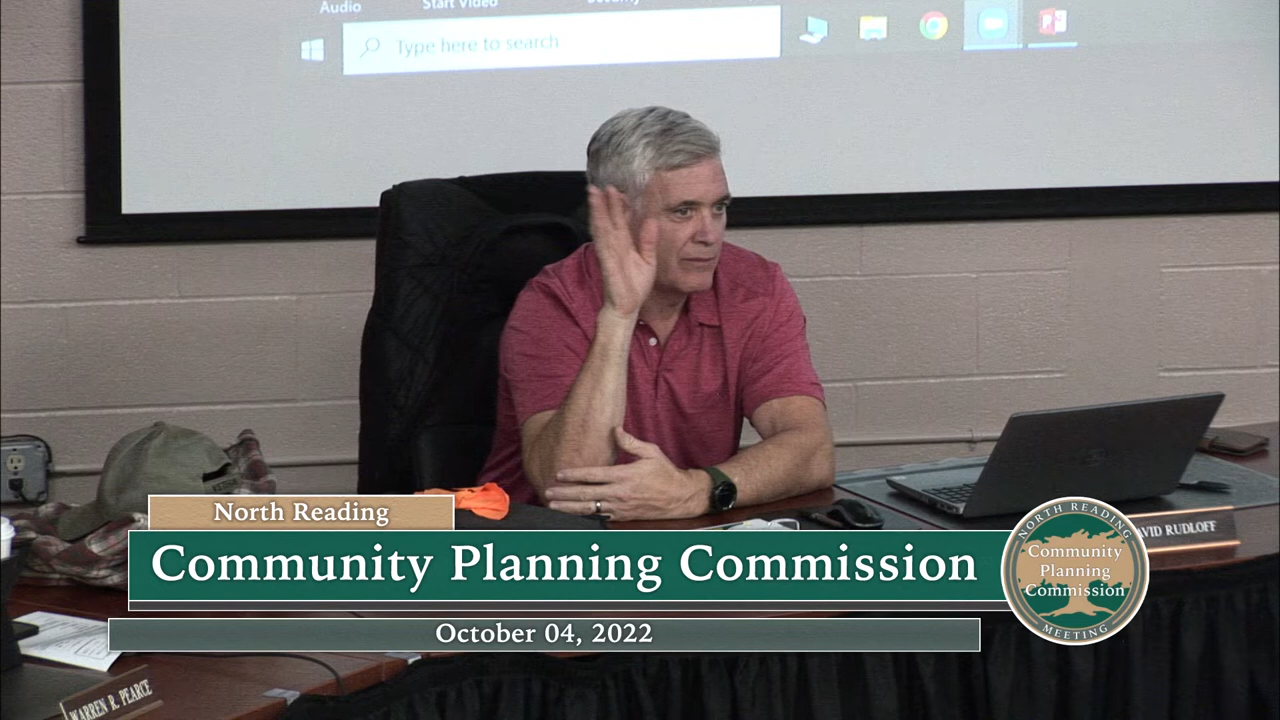 Audio
Start Video
Type here to search
North Reading
Community Planning Commission
October 04, 2022
NORTH READING
Community
Planning
Commission
MEETING
AVID RUDLOFF
WARREN R. PEARCE